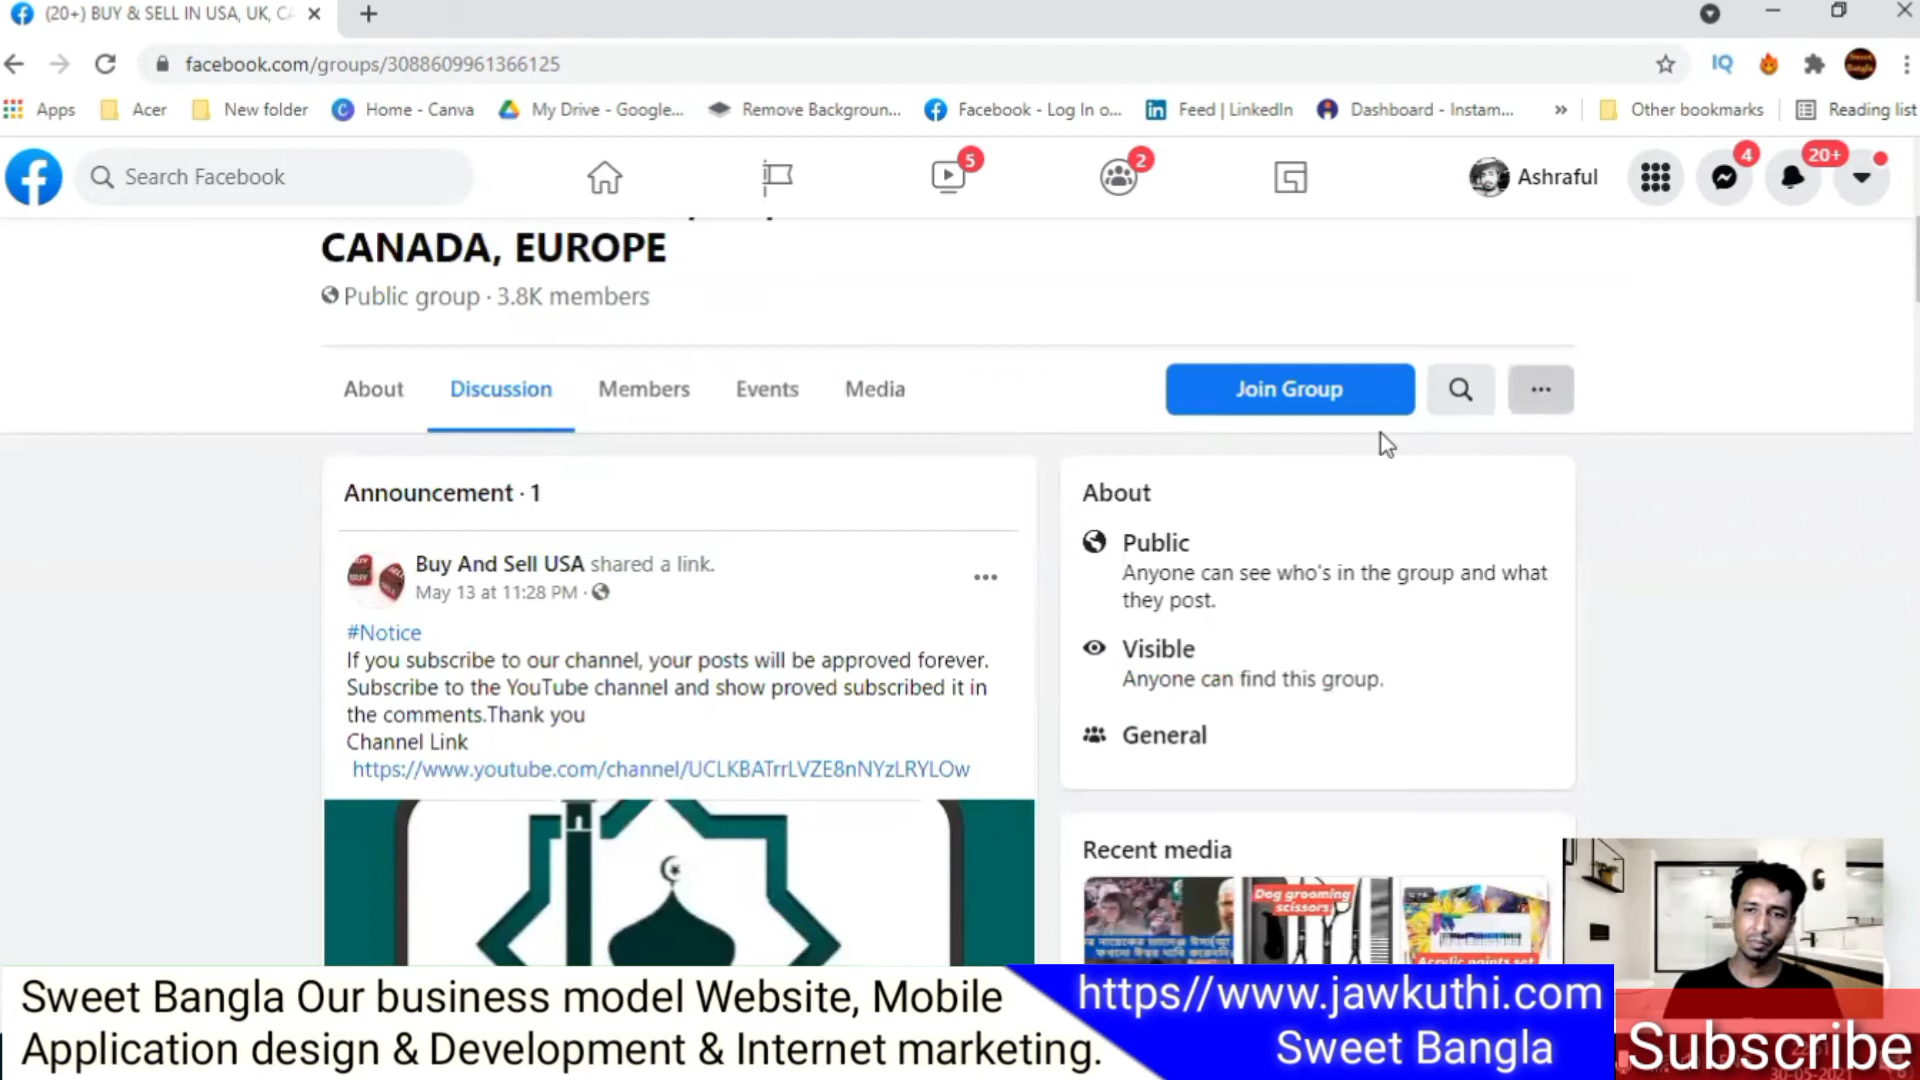 (20+) BUY & SELL IN USA, UK, CA
facebook.com/groups/3088609961366125
IQ
Apps
Acer
New folder
Home - Canva
My Drive - Google...
Remove Backgroun...
Facebook - Log In o...
Feed | LinkedIn
Dashboard - Instam...
»
Other bookmarks
Reading list
Search Facebook
5
2
Ashraful
4
20+
CANADA, EUROPE
Public group · 3.8K members
About
Discussion
Members
Events
Media
Join Group
Announcement · 1
Buy And Sell USA shared a link.
May 13 at 11:28 PM ·
#Notice
If you subscribe to our channel, your posts will be approved forever.
Subscribe to the YouTube channel and show proved subscribed it in
the comments.Thank you
Channel Link
https://www.youtube.com/channel/UCLKBATrrLVZE8nNYzLRYLOw
About
Public
Anyone can see who's in the group and what
they post.
Visible
Anyone can find this group.
General
Recent media
Dog grooming
scissors
Acrylic paints set
Sweet Bangla Our business model Website, Mobile
Application design & Development & Internet marketing.
https//www.jawkuthi.com
Sweet Bangla
Subscribe